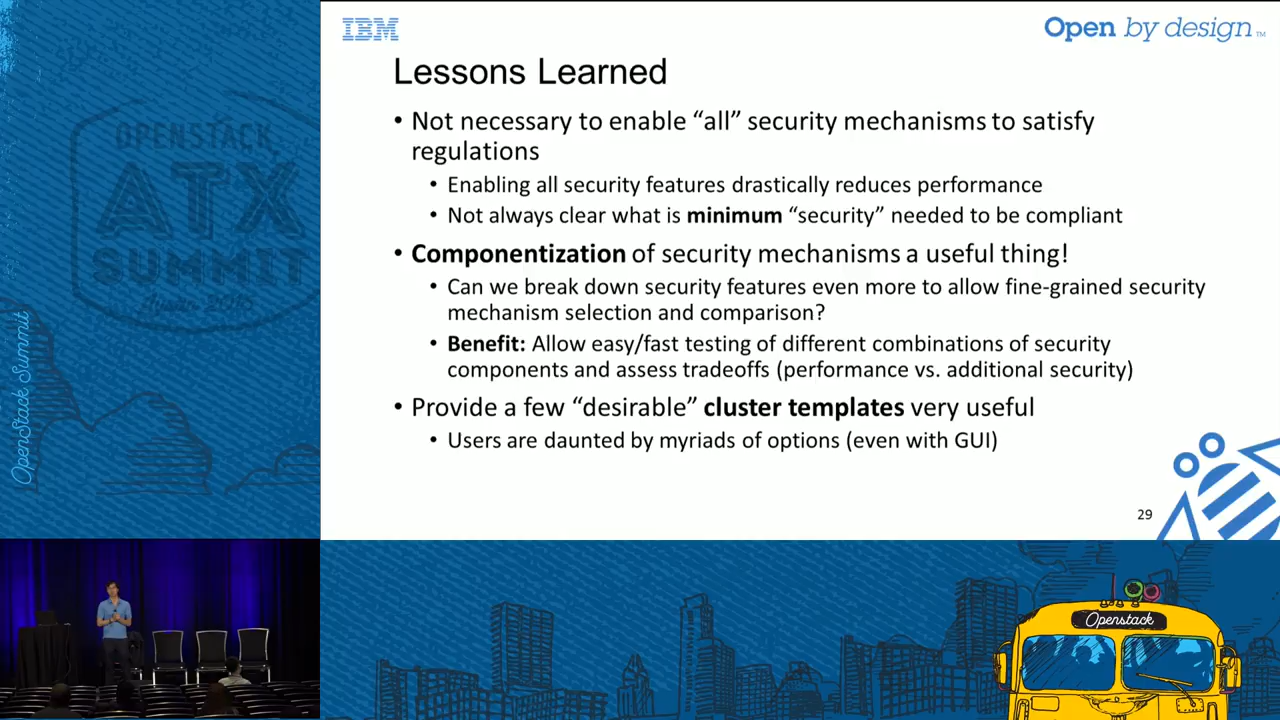 IBM
Open by design™
Lessons Learned
• Not necessary to enable “all” security mechanisms to satisfy
regulations
• Enabling all security features drastically reduces performance
• Not always clear what is minimum “security” needed to be compliant
• Componentization of security mechanisms a useful thing!
• Can we break down security features even more to allow fine-grained security
mechanism selection and comparison?
• Benefit: Allow easy/fast testing of different combinations of security
components and assess tradeoffs (performance vs. additional security)
• Provide a few “desirable” cluster templates very useful
• Users are daunted by myriads of options (even with GUI)
29
OPENSTACK
ATX
SUMMIT
Austin 2016
OpenStack Summit
Openstack